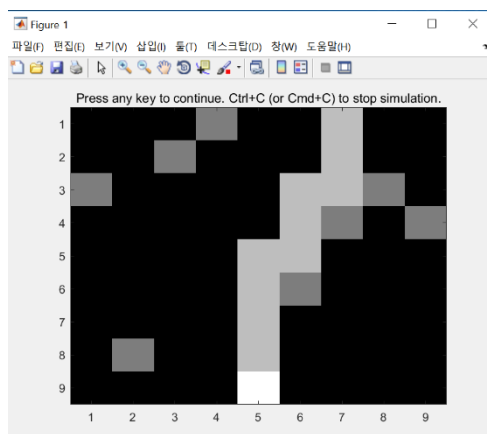 Figure 1
파일(F) 편집(E) 보기(V) 삽입(I) 툴(T) 데스크탑(D) 창(W) 도움말(H)
Press any key to continue. Ctrl+C (or Cmd+C) to stop simulation.
1
2
3
4
5
6
7
8
9
1 2 3 4 5 6 7 8 9